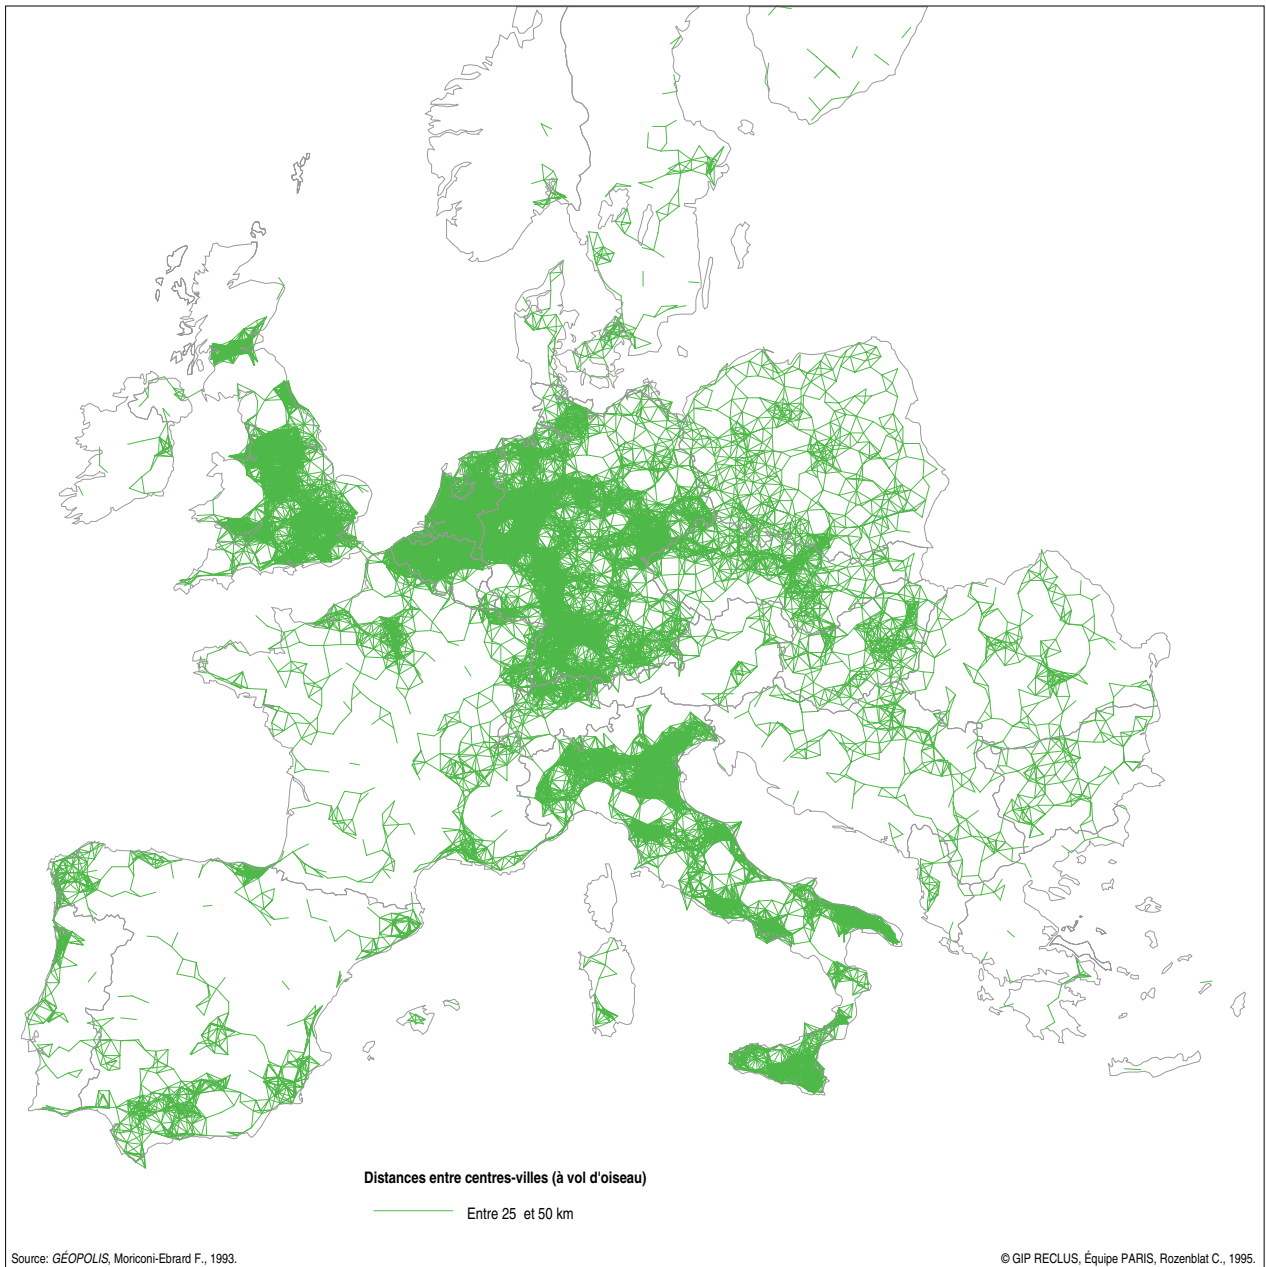 Distances entre centres-villes (à vol d'oiseau)
Entre 25 et 50 km
Source: GÉOPOLIS, Moriconi-Ebrard F., 1993.
© GIP RECLUS, Équipe PARIS, Rozenblat C., 1995.